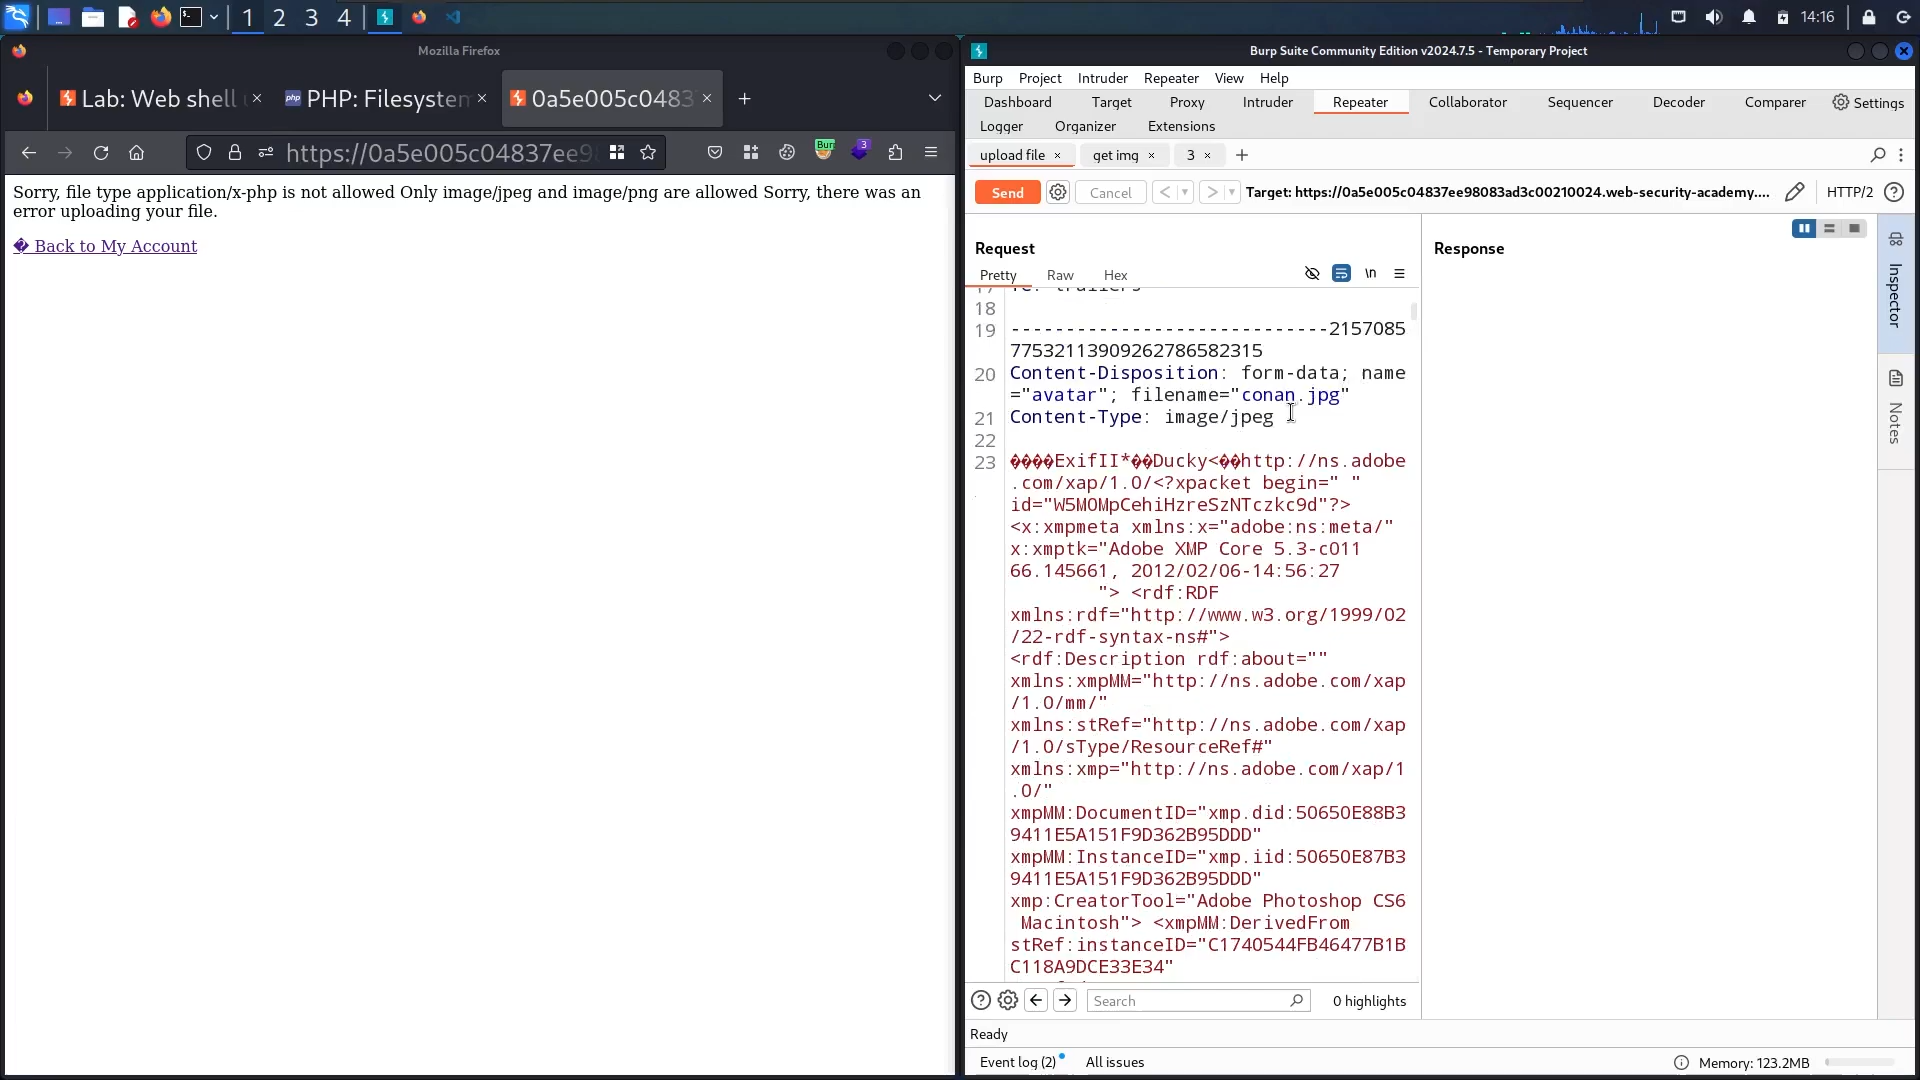 1 2 3 4
14:16
Mozilla Firefox
Lab: Web shell
PHP: Filesystem
0a5e005c0483
https://0a5e005c04837ee98
Sorry, file type application/x-php is not allowed Only image/jpeg and image/png are allowed Sorry, there was an
error uploading your file.
� Back to My Account
Burp Suite Community Edition v2024.7.5 - Temporary Project
Burp Project Intruder Repeater View Help
Dashboard Target Proxy Intruder Repeater Collaborator Sequencer Decoder Comparer Settings
Logger Organizer Extensions
upload file × get img × 3 × +
Send Cancel Target: https://0a5e005c04837ee98083ad3c00210024.web-security-academy.... HTTP/2
Request
Pretty Raw Hex \n
17 Te: trailers
18
19 -----------------------------2157085
77532113909262786582315
20 Content-Disposition: form-data; name
="avatar"; filename="conan.jpg"
21 Content-Type: image/jpeg
22
23 ����ExifII*��Ducky<��http://ns.adobe
.com/xap/1.0/<?xpacket begin=" "
id="W5M0MpCehiHzreSzNTczkc9d"?>
<x:xmpmeta xmlns:x="adobe:ns:meta/"
x:xmptk="Adobe XMP Core 5.3-c011
66.145661, 2012/02/06-14:56:27
"> <rdf:RDF
xmlns:rdf="http://www.w3.org/1999/02
/22-rdf-syntax-ns#">
<rdf:Description rdf:about=""
xmlns:xmpMM="http://ns.adobe.com/xap
/1.0/mm/"
xmlns:stRef="http://ns.adobe.com/xap
/1.0/sType/ResourceRef#"
xmlns:xmp="http://ns.adobe.com/xap/1
.0/"
xmpMM:DocumentID="xmp.did:50650E88B3
9411E5A151F9D362B95DDD"
xmpMM:InstanceID="xmp.iid:50650E87B3
9411E5A151F9D362B95DDD"
xmp:CreatorTool="Adobe Photoshop CS6
Macintosh"> <xmpMM:DerivedFrom
stRef:instanceID="C1740544FB46477B1B
C118A9DCE33E34"
Search 0 highlights
Response
Inspector
Notes
Ready
Event log (2) All issues Memory: 123.2MB